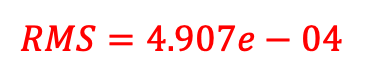 RMS = 4.907e − 04